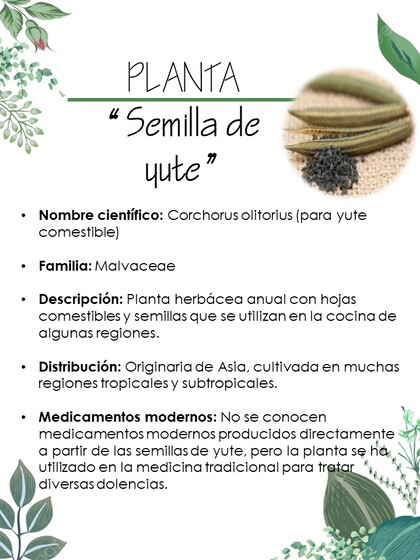 PLANTA
“ Semilla de
yute”
• Nombre científico: Corchorus olitorius (para yute
comestible)
• Familia: Malvaceae
• Descripción: Planta herbácea anual con hojas
comestibles y semillas que se utilizan en la cocina de
algunas regiones.
• Distribución: Originaria de Asia, cultivada en muchas
regiones tropicales y subtropicales.
• Medicamentos modernos: No se conocen
medicamentos modernos producidos directamente
a partir de las semillas de yute, pero la planta se ha
utilizado en la medicina tradicional para tratar
diversas dolencias.